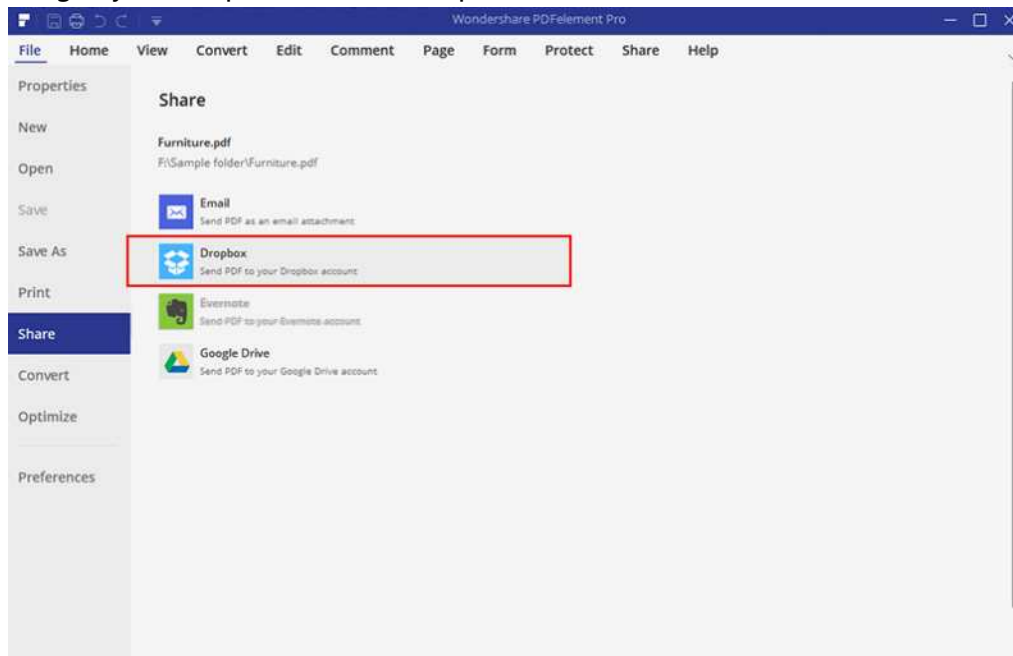 Wondershare PDFelement Pro
File Home View Convert Edit Comment Page Form Protect Share Help
Properties
New
Open
Save
Save As
Print
Share
Convert
Optimize
Preferences
Share
Furniture.pdf
F:\Sample folder\Furniture.pdf
Email
Send PDF as an email attachment
Dropbox
Send PDF to your Dropbox account
Evernote
Send PDF to your Evernote account
Google Drive
Send PDF to your Google Drive account